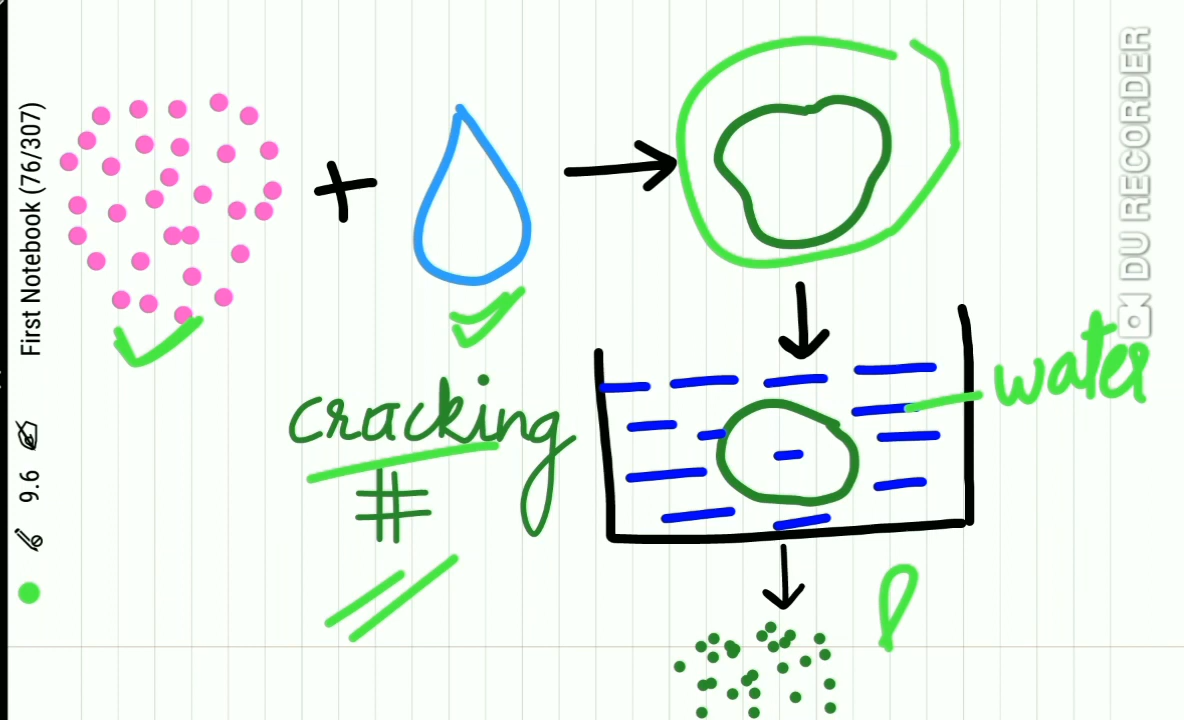 First Notebook (76/307)
9.6
DU RECORDER
cracking
water
#
P